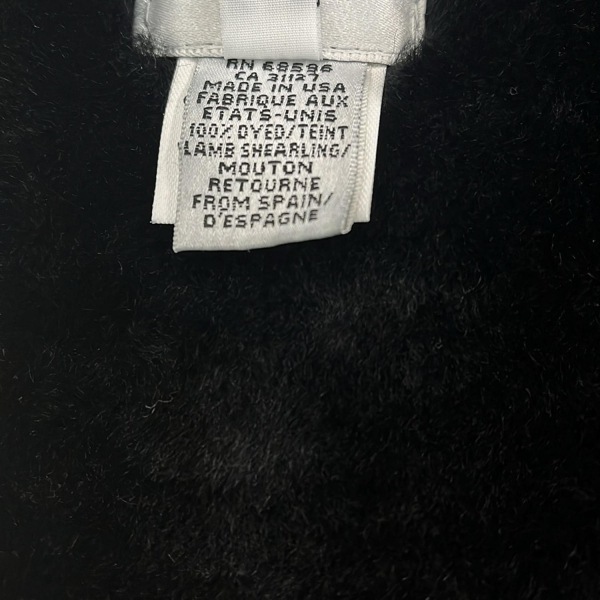 RN 68596
CA 31127
MADE IN USA
FABRIQUE AUX
ETATS-UNIS
100% DYED/TEINT
LAMB SHEARLING/
MOUTON
RETOURNE
FROM SPAIN/
D'ESPAGNE